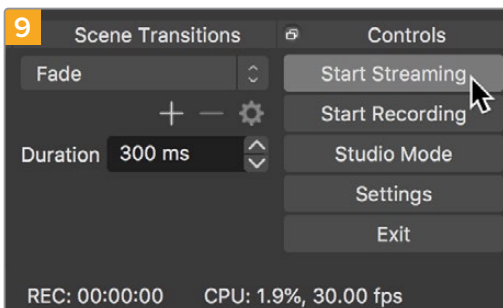 9
Scene Transitions
Controls
Fade
Start Streaming
Start Recording
Duration 300 ms
Studio Mode
Settings
Exit
REC: 00:00:00 CPU: 1.9%, 30.00 fps